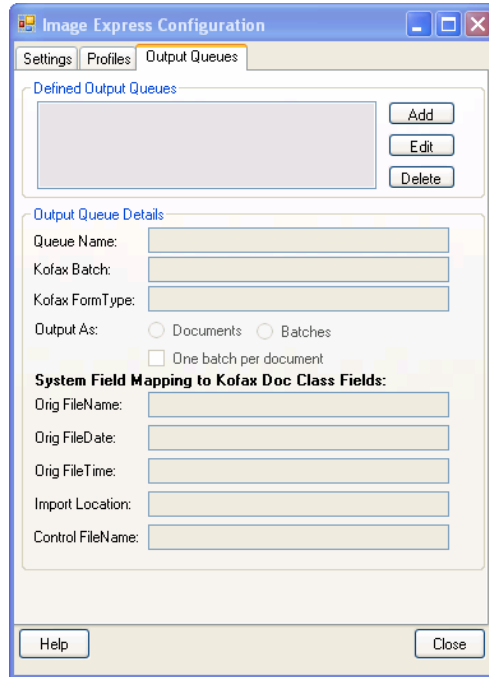 Image Express Configuration
Settings Profiles Output Queues
Defined Output Queues
Add
Edit
Delete
Output Queue Details
Queue Name:
Kofax Batch:
Kofax FormType:
Output As: Documents Batches
One batch per document
System Field Mapping to Kofax Doc Class Fields:
Orig FileName:
Orig FileDate:
Orig FileTime:
Import Location:
Control FileName:
Help Close